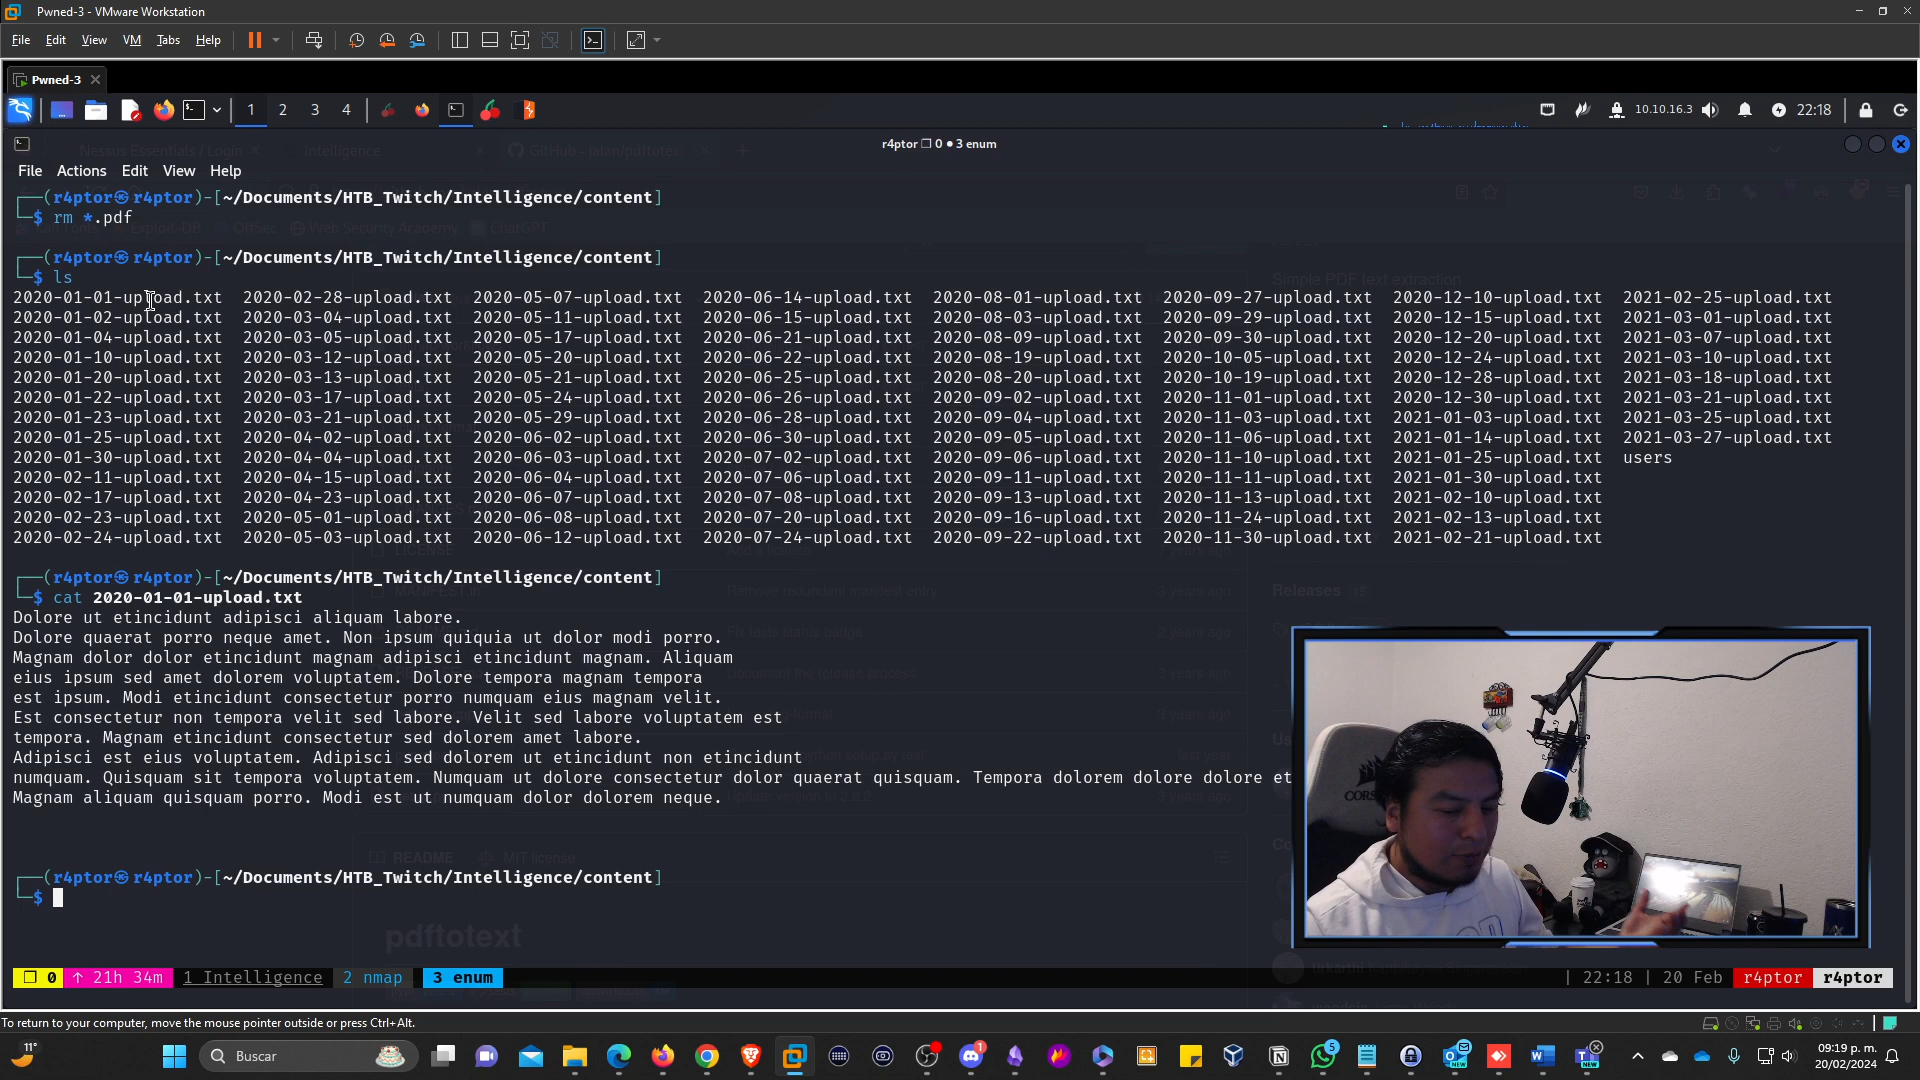 Pwned-3 - VMware Workstation
File Edit View VM Tabs Help
Pwned-3
1 2 3 4 10.10.16.3 22:18
r4ptor 0 3 enum
File Actions Edit View Help
(r4ptor㉿r4ptor)-[~/Documents/HTB_Twitch/Intelligence/content]
$ rm *.pdf
(r4ptor㉿r4ptor)-[~/Documents/HTB_Twitch/Intelligence/content]
$ ls
2020-01-01-upload.txt 2020-02-28-upload.txt 2020-05-07-upload.txt 2020-06-14-upload.txt 2020-08-01-upload.txt 2020-09-27-upload.txt 2020-12-10-upload.txt 2021-02-25-upload.txt
2020-01-02-upload.txt 2020-03-04-upload.txt 2020-05-11-upload.txt 2020-06-15-upload.txt 2020-08-03-upload.txt 2020-09-29-upload.txt 2020-12-15-upload.txt 2021-03-01-upload.txt
2020-01-04-upload.txt 2020-03-05-upload.txt 2020-05-17-upload.txt 2020-06-21-upload.txt 2020-08-09-upload.txt 2020-09-30-upload.txt 2020-12-20-upload.txt 2021-03-07-upload.txt
2020-01-10-upload.txt 2020-03-12-upload.txt 2020-05-20-upload.txt 2020-06-22-upload.txt 2020-08-19-upload.txt 2020-10-05-upload.txt 2020-12-24-upload.txt 2021-03-10-upload.txt
2020-01-20-upload.txt 2020-03-13-upload.txt 2020-05-21-upload.txt 2020-06-25-upload.txt 2020-08-20-upload.txt 2020-10-19-upload.txt 2020-12-28-upload.txt 2021-03-18-upload.txt
2020-01-22-upload.txt 2020-03-17-upload.txt 2020-05-24-upload.txt 2020-06-26-upload.txt 2020-09-02-upload.txt 2020-11-01-upload.txt 2020-12-30-upload.txt 2021-03-21-upload.txt
2020-01-23-upload.txt 2020-03-21-upload.txt 2020-05-29-upload.txt 2020-06-28-upload.txt 2020-09-04-upload.txt 2020-11-03-upload.txt 2021-01-03-upload.txt 2021-03-25-upload.txt
2020-01-25-upload.txt 2020-04-02-upload.txt 2020-06-02-upload.txt 2020-06-30-upload.txt 2020-09-05-upload.txt 2020-11-06-upload.txt 2021-01-14-upload.txt 2021-03-27-upload.txt
2020-01-30-upload.txt 2020-04-04-upload.txt 2020-06-03-upload.txt 2020-07-02-upload.txt 2020-09-06-upload.txt 2020-11-10-upload.txt 2021-01-25-upload.txt users
2020-02-11-upload.txt 2020-04-15-upload.txt 2020-06-04-upload.txt 2020-07-06-upload.txt 2020-09-11-upload.txt 2020-11-11-upload.txt 2021-01-30-upload.txt
2020-02-17-upload.txt 2020-04-23-upload.txt 2020-06-07-upload.txt 2020-07-08-upload.txt 2020-09-13-upload.txt 2020-11-13-upload.txt 2021-02-10-upload.txt
2020-02-23-upload.txt 2020-05-01-upload.txt 2020-06-08-upload.txt 2020-07-20-upload.txt 2020-09-16-upload.txt 2020-11-24-upload.txt 2021-02-13-upload.txt
2020-02-24-upload.txt 2020-05-03-upload.txt 2020-06-12-upload.txt 2020-07-24-upload.txt 2020-09-22-upload.txt 2020-11-30-upload.txt 2021-02-21-upload.txt
(r4ptor㉿r4ptor)-[~/Documents/HTB_Twitch/Intelligence/content]
$ cat 2020-01-01-upload.txt
Dolore ut etincidunt adipisci aliquam labore.
Dolore quaerat porro neque amet. Non ipsum quiquia ut dolor modi porro.
Magnam dolor dolor etincidunt magnam adipisci etincidunt magnam. Aliquam
eius ipsum sed amet dolorem voluptatem. Dolore tempora magnam tempora
est ipsum. Modi etincidunt consectetur porro numquam eius magnam velit.
Est consectetur non tempora velit sed labore. Velit sed labore voluptatem est
tempora. Magnam etincidunt consectetur sed dolorem amet labore.
Adipisci est eius voluptatem. Adipisci sed dolorem ut etincidunt non etincidunt
numquam. Quisquam sit tempora voluptatem. Numquam ut dolore consectetur dolor quaerat quisquam. Tempora dolorem dolore dolore et
Magnam aliquam quisquam porro. Modi est ut numquam dolor dolorem neque.
(r4ptor㉿r4ptor)-[~/Documents/HTB_Twitch/Intelligence/content]
$
pdftotext
0 ↑ 21h 34m 1 Intelligence 2 nmap 3 enum | 22:18 | 20 Feb r4ptor r4ptor
To return to your computer, move the mouse pointer outside or press Ctrl+Alt.
11° Buscar 09:19 p. m.
20/02/2024